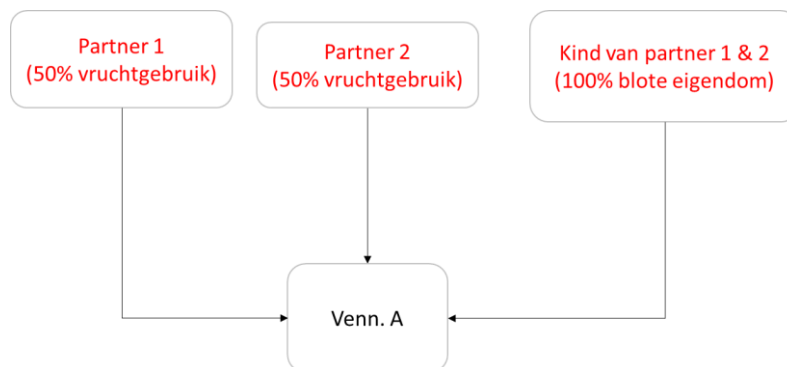 Partner 1
(50% vruchtgebruik)
Partner 2
(50% vruchtgebruik)
Kind van partner 1 & 2
(100% blote eigendom)
Venn. A